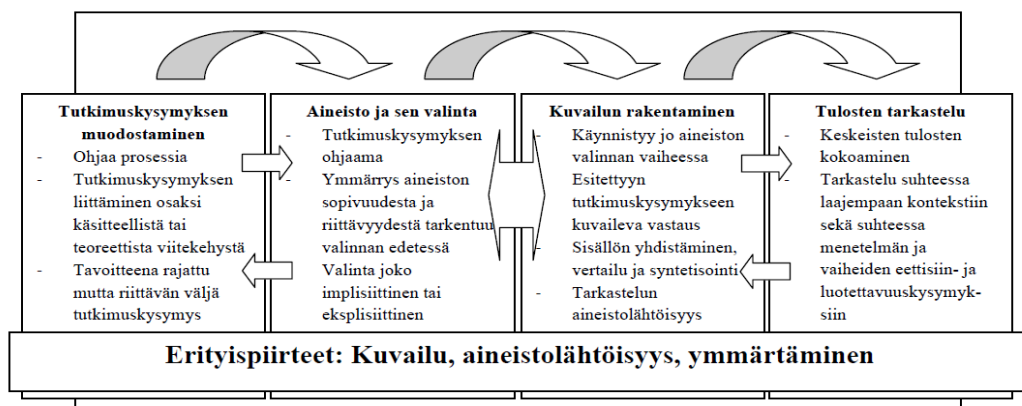 Tutkimuskysymyksen
muodostaminen
- Ohjaa prosessia
- Tutkimuskysymyksen
liittäminen osaksi
käsitteellistä tai
teoreettista viitekehystä
- Tavoitteena rajattu
mutta riittävän väljä
tutkimuskysymys
Aineisto ja sen valinta
- Tutkimuskysymyksen
ohjaama
- Ymmärrys aineiston
sopivuudesta ja
riittävyydestä tarkentuu
valinnan edetessä
- Valinta joko
implisiittinen tai
eksplisiittinen
Kuvailun rakentaminen
- Käynnistyy jo aineiston
valinnan vaiheessa
Esitettyyn
tutkimuskysymykseen
kuvaileva vastaus
- Sisällön yhdistäminen,
vertailu ja syntetisointi
- Tarkastelun
aineistolähtöisyys
Tulosten tarkastelu
- Keskeisten tulosten
kokoaminen
- Tarkastelu suhteessa
laajempaan kontekstiin
sekä suhteessa
menetelmän ja
vaiheiden eettisiin- ja
luotettavuuskysymyk-
siin
Erityispiirteet: Kuvailu, aineistolähtöisyys, ymmärtäminen